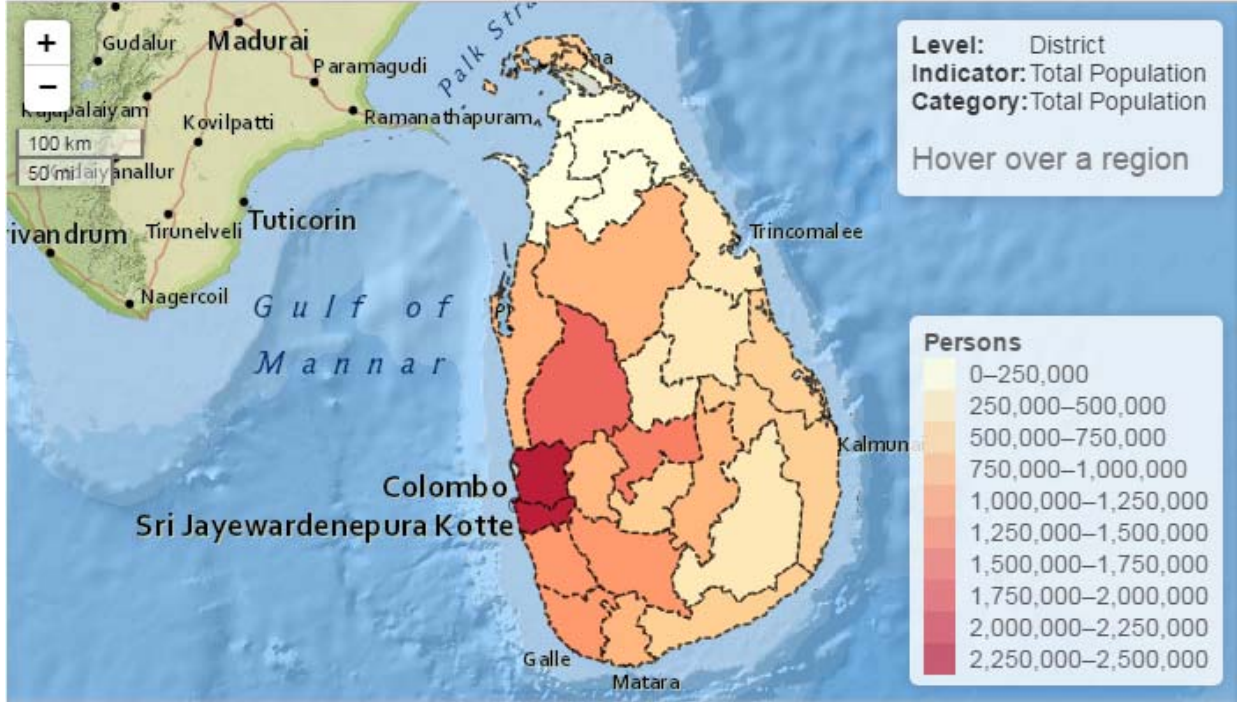 +
−
Gudalur
Madurai
Paramagudi
Palk
Ramanathapuram
Kovilpatti
100 km
50 mi
Tirunelveli
Tuticorin
Nagercoil
Gulf of
Mannar
Trincomalee
Colombo
Sri Jayewardenepura Kotte
Galle
Matara
Level: District
Indicator: Total Population
Category: Total Population
Hover over a region
Persons
0–250,000
250,000–500,000
500,000–750,000
750,000–1,000,000
1,000,000–1,250,000
1,250,000–1,500,000
1,500,000–1,750,000
1,750,000–2,000,000
2,000,000–2,250,000
2,250,000–2,500,000